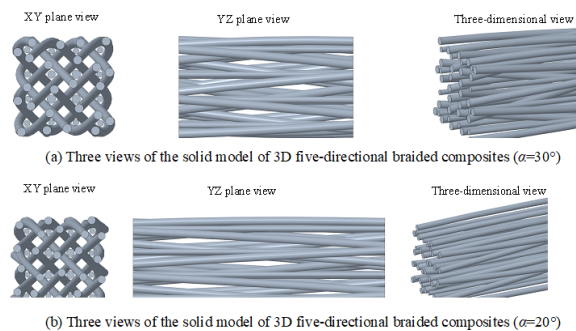 XY plane view
YZ plane view
Three-dimensional view
(a) Three views of the solid model of 3D five-directional braided composites (α=30°)
XY plane view
YZ plane view
Three-dimensional view
(b) Three views of the solid model of 3D five-directional braided composites (α=20°)